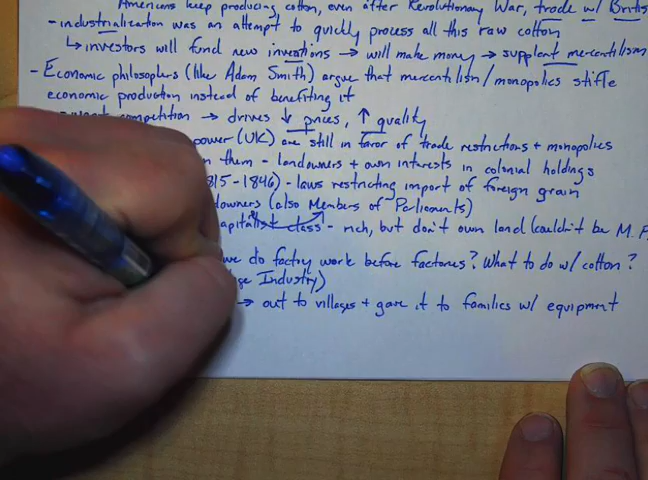 Americans keep producing cotton, even after Revolutionary War, trade w/ British
- industrialization was an attempt to quickly process all this raw cotton
↳ investors will fund new inventions → will make money → supplant mercantilism
- Economic philosophers (like Adam Smith) argue that mercantilism/monopolies stifle
economic production instead of benefiting it
competition → drives ↓ prices, ↑ quality
power (UK) are still in favor of trade restrictions + monopolies
them - landowners + own interests in colonial holdings
815-1846) - laws restricting import of foreign grain
downers (also Members of Parliament)
apitalist class - rich, but don't own land (couldn't be M.P.
we do factory work before factories? What to do w/ cotton?
ge Industry)
→ out to villages + gave it to families w/ equipment